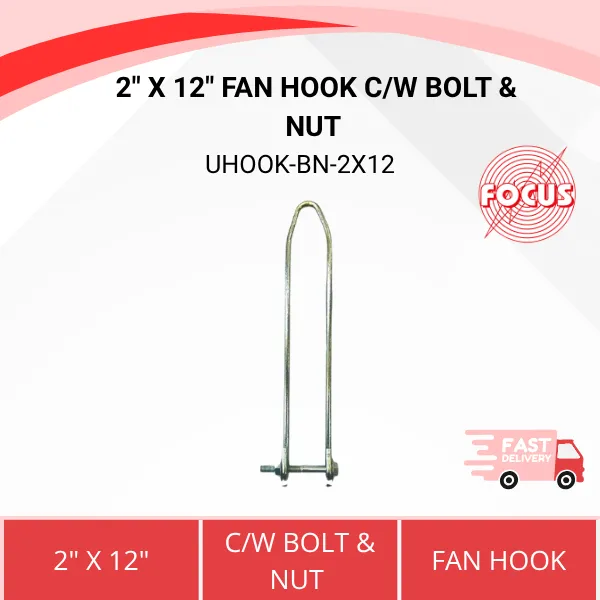 2" X 12" FAN HOOK C/W BOLT &
NUT
UHOOK-BN-2X12
FOCUS
FAST
DELIVERY
2" X 12"
C/W BOLT &
NUT
FAN HOOK